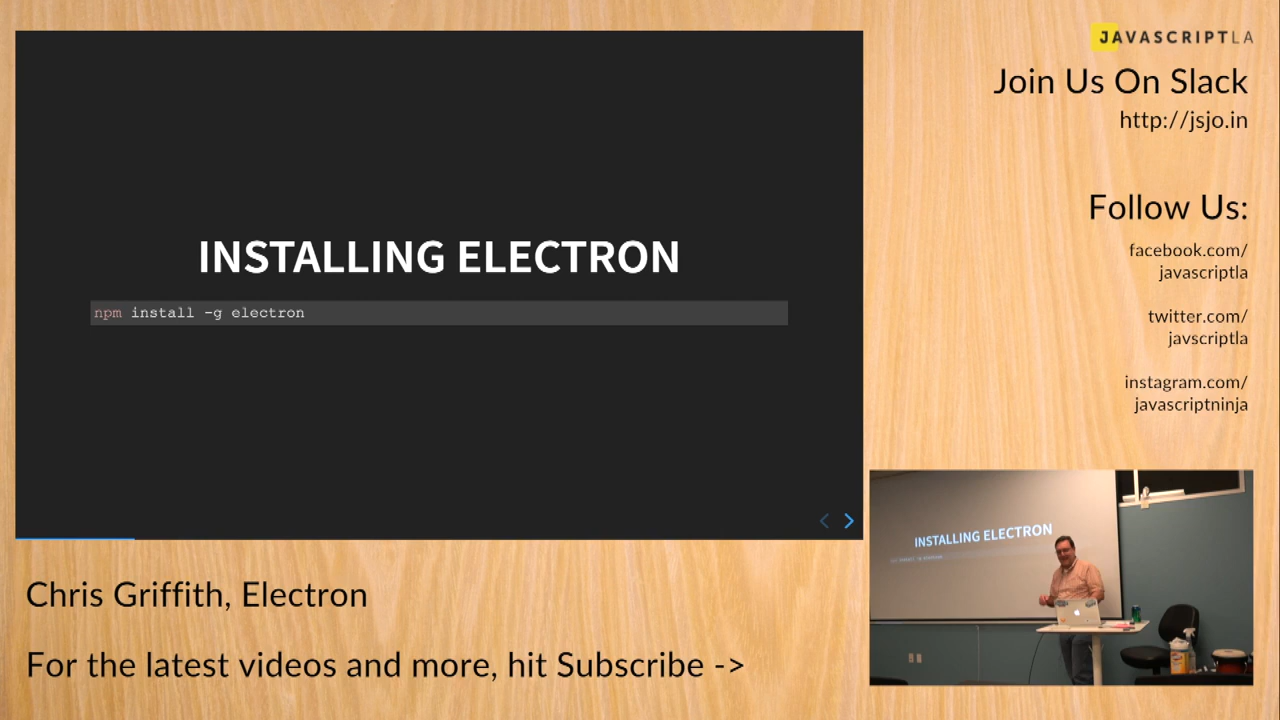 INSTALLING ELECTRON
npm install -g electron
JAVASCRIPTLA
Join Us On Slack
http://jsjo.in
Follow Us:
facebook.com/
javascriptla
twitter.com/
javscriptla
instagram.com/
javascriptninja
INSTALLING ELECTRON
Chris Griffith, Electron
For the latest videos and more, hit Subscribe ->